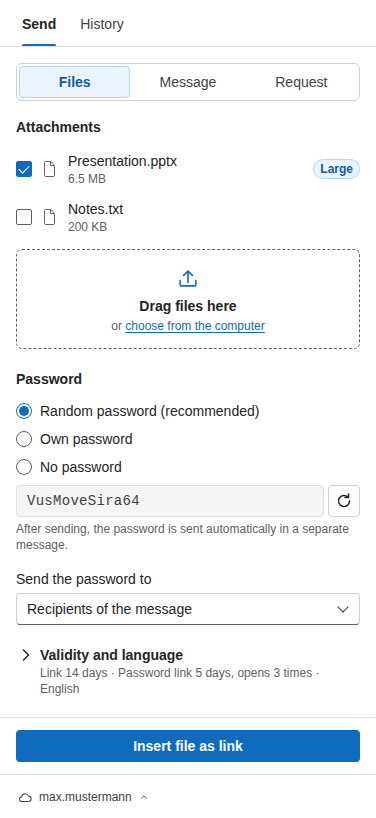 Send History
Files Message Request
Attachments
Presentation.pptx
6.5 MB
Large
Notes.txt
200 KB
Drag files here
or choose from the computer
Password
Random password (recommended)
Own password
No password
VusMoveSira64
After sending, the password is sent automatically in a separate
message.
Send the password to
Recipients of the message
Validity and language
Link 14 days · Password link 5 days, opens 3 times ·
English
Insert file as link
max.mustermann